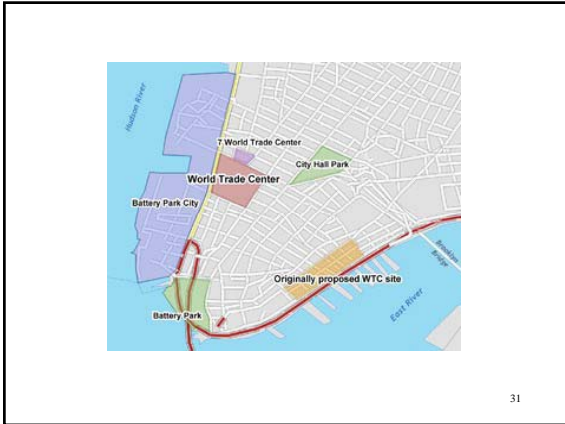 Hudson River
7 World Trade Center
City Hall Park
World Trade Center
Battery Park City
Brooklyn
Bridge
Originally proposed WTC site
East River
Battery Park
31